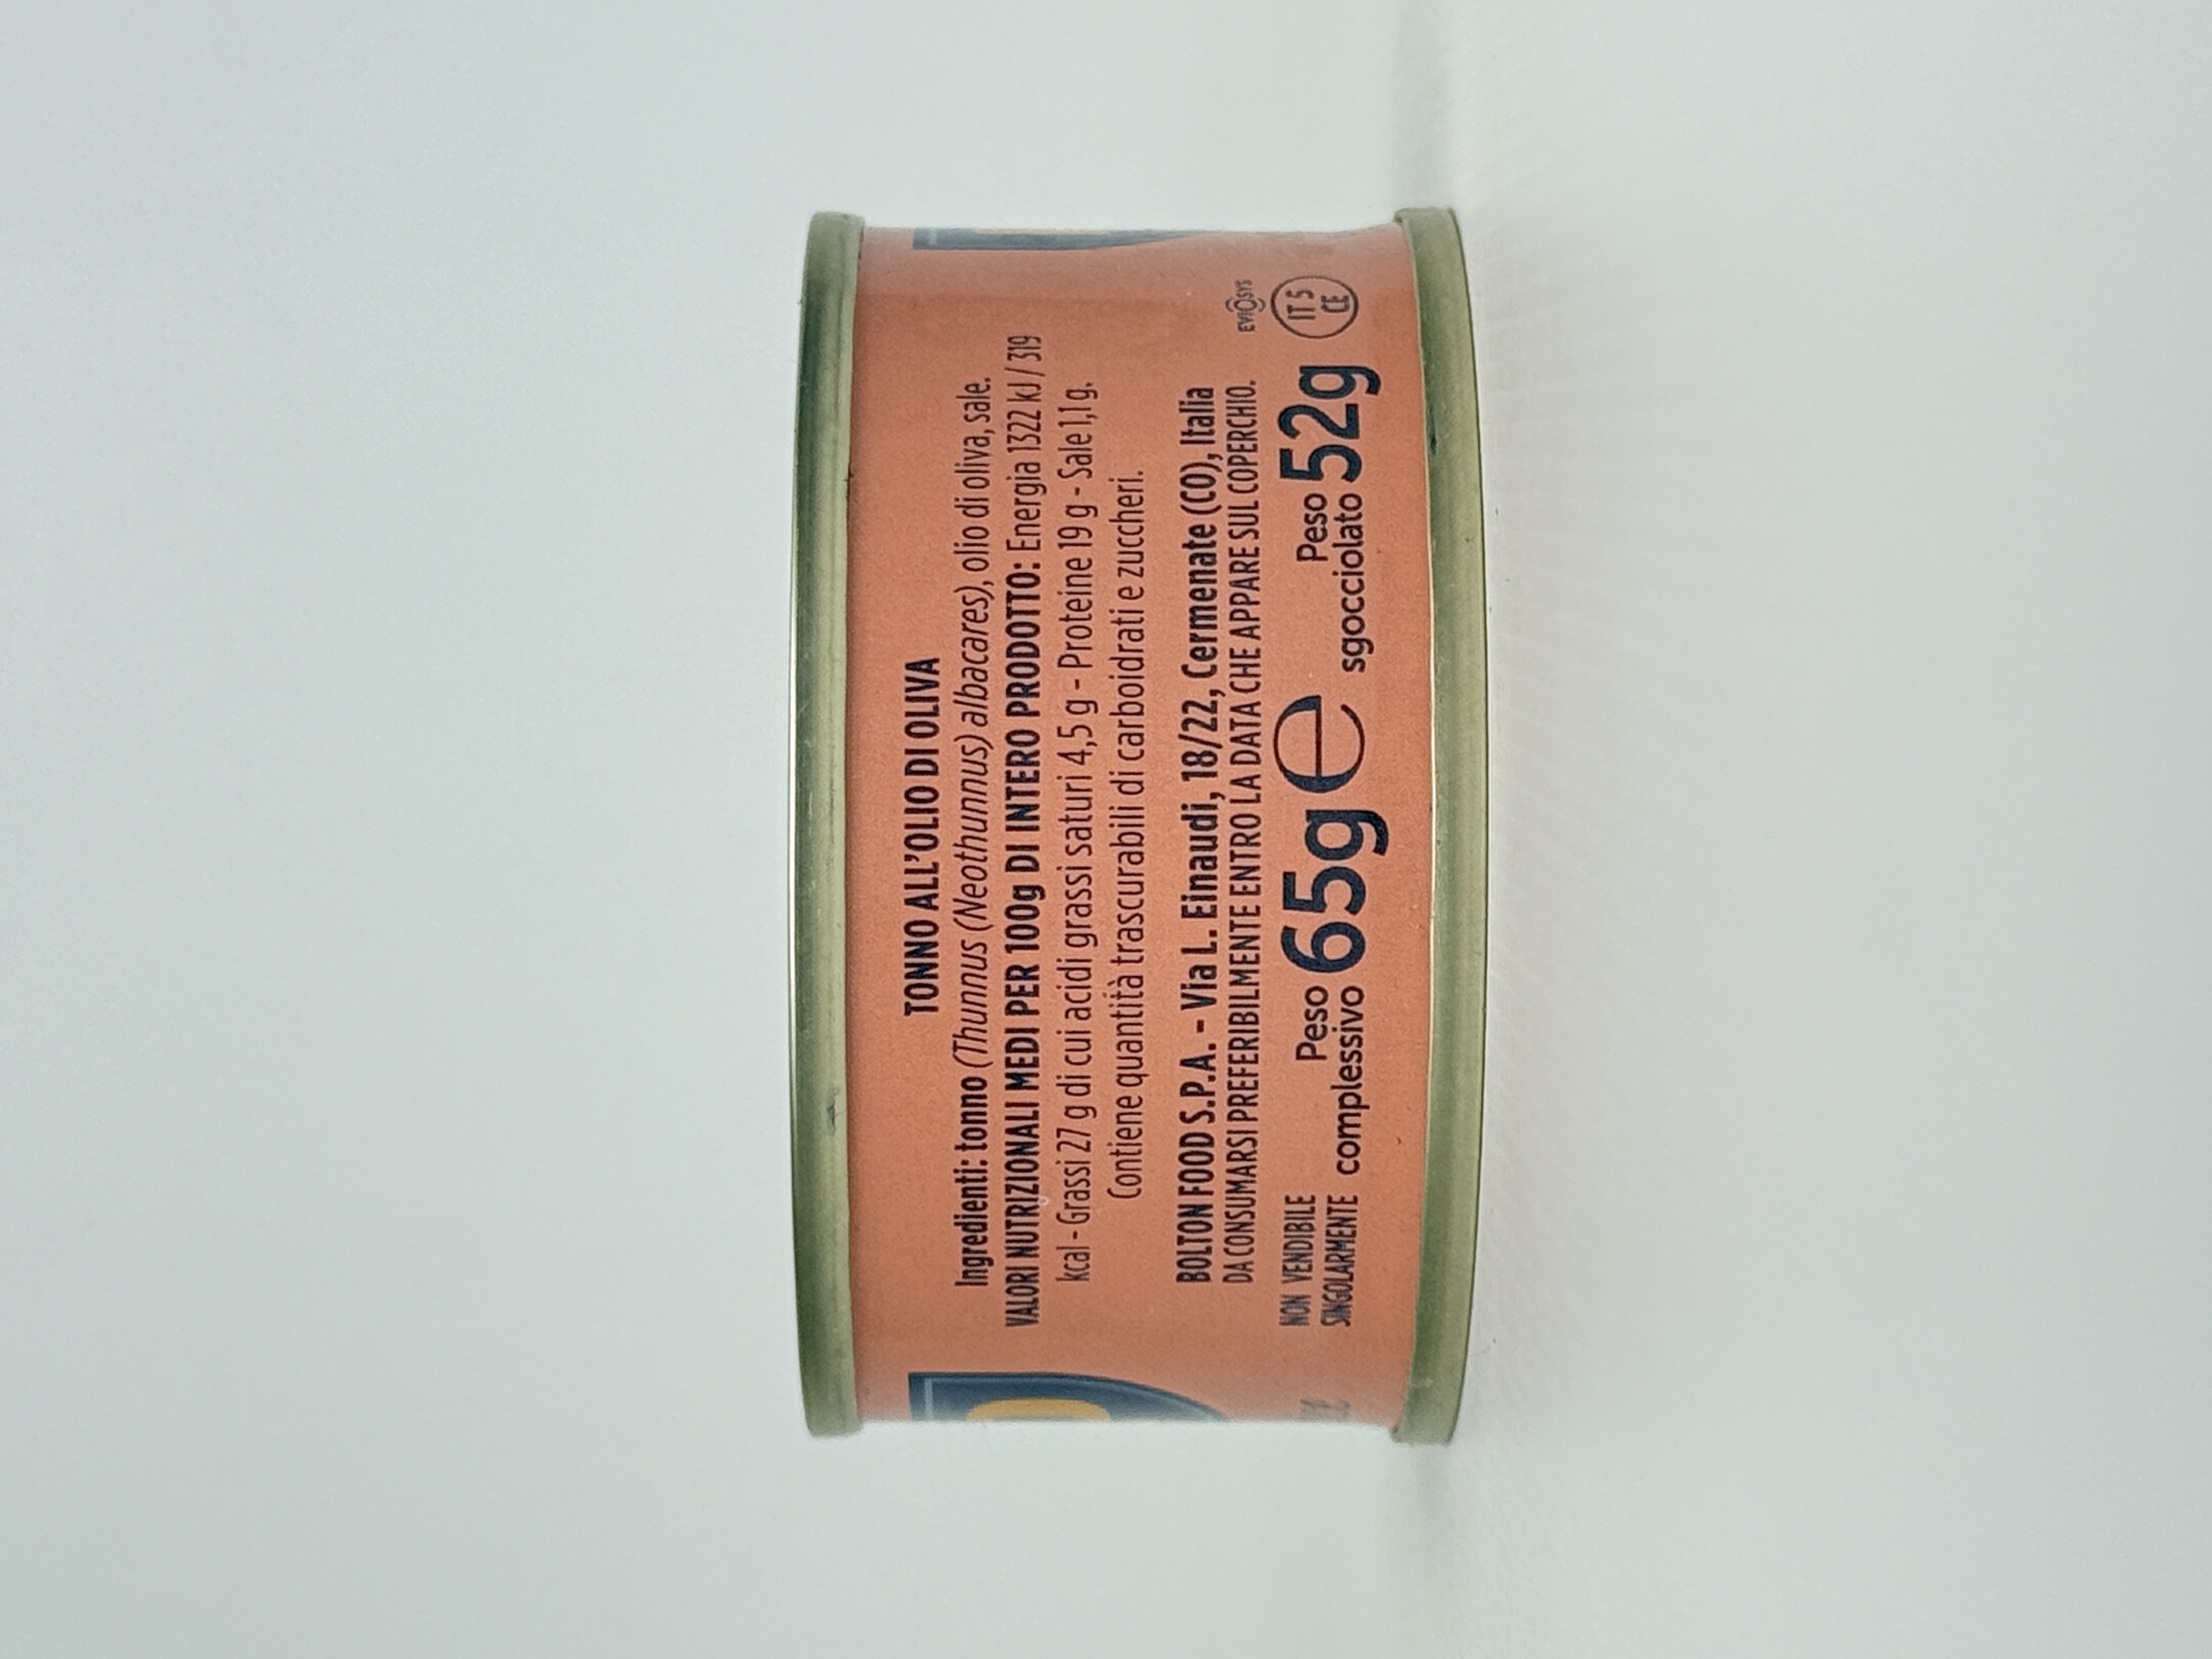 TONNO ALL'OLIO DI OLIVA
Ingredienti: tonno (Thunnus (Neothunnus) albacares), olio di oliva, sale.
VALORI NUTRIZIONALI MEDI PER 100g DI INTERO PRODOTTO: Energia 1322 kJ / 319
kcal - Grassi 27 g di cui acidi grassi saturi 4,5 g - Proteine 19 g - Sale 1,1 g.
Contiene quantità trascurabili di carboidrati e zuccheri.
BOLTON FOOD S.P.A. - Via L. Einaudi, 18/22, Cermenate (CO), Italia
DA CONSUMARSI PREFERIBILMENTE ENTRO LA DATA CHE APPARE SUL COPERCHIO.
EVIOSYS
NON VENDIBILE
SINGOLARMENTE
Peso
complessivo 65g e
Peso
sgocciolato 52g
IT 5
CE